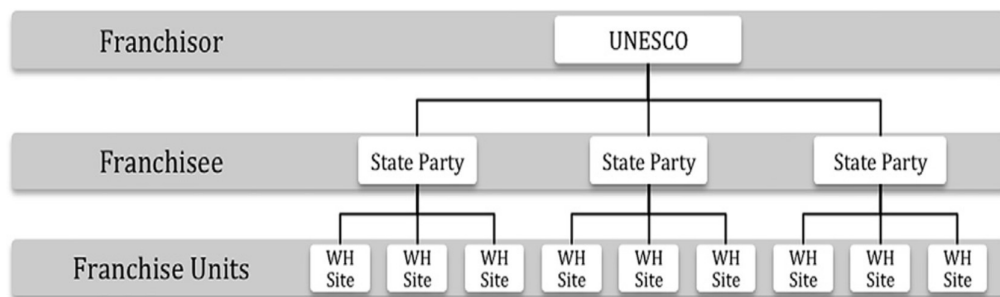 Franchisor
UNESCO
Franchisee
State Party
State Party
State Party
Franchise Units
WH
Site
WH
Site
WH
Site
WH
Site
WH
Site
WH
Site
WH
Site
WH
Site
WH
Site